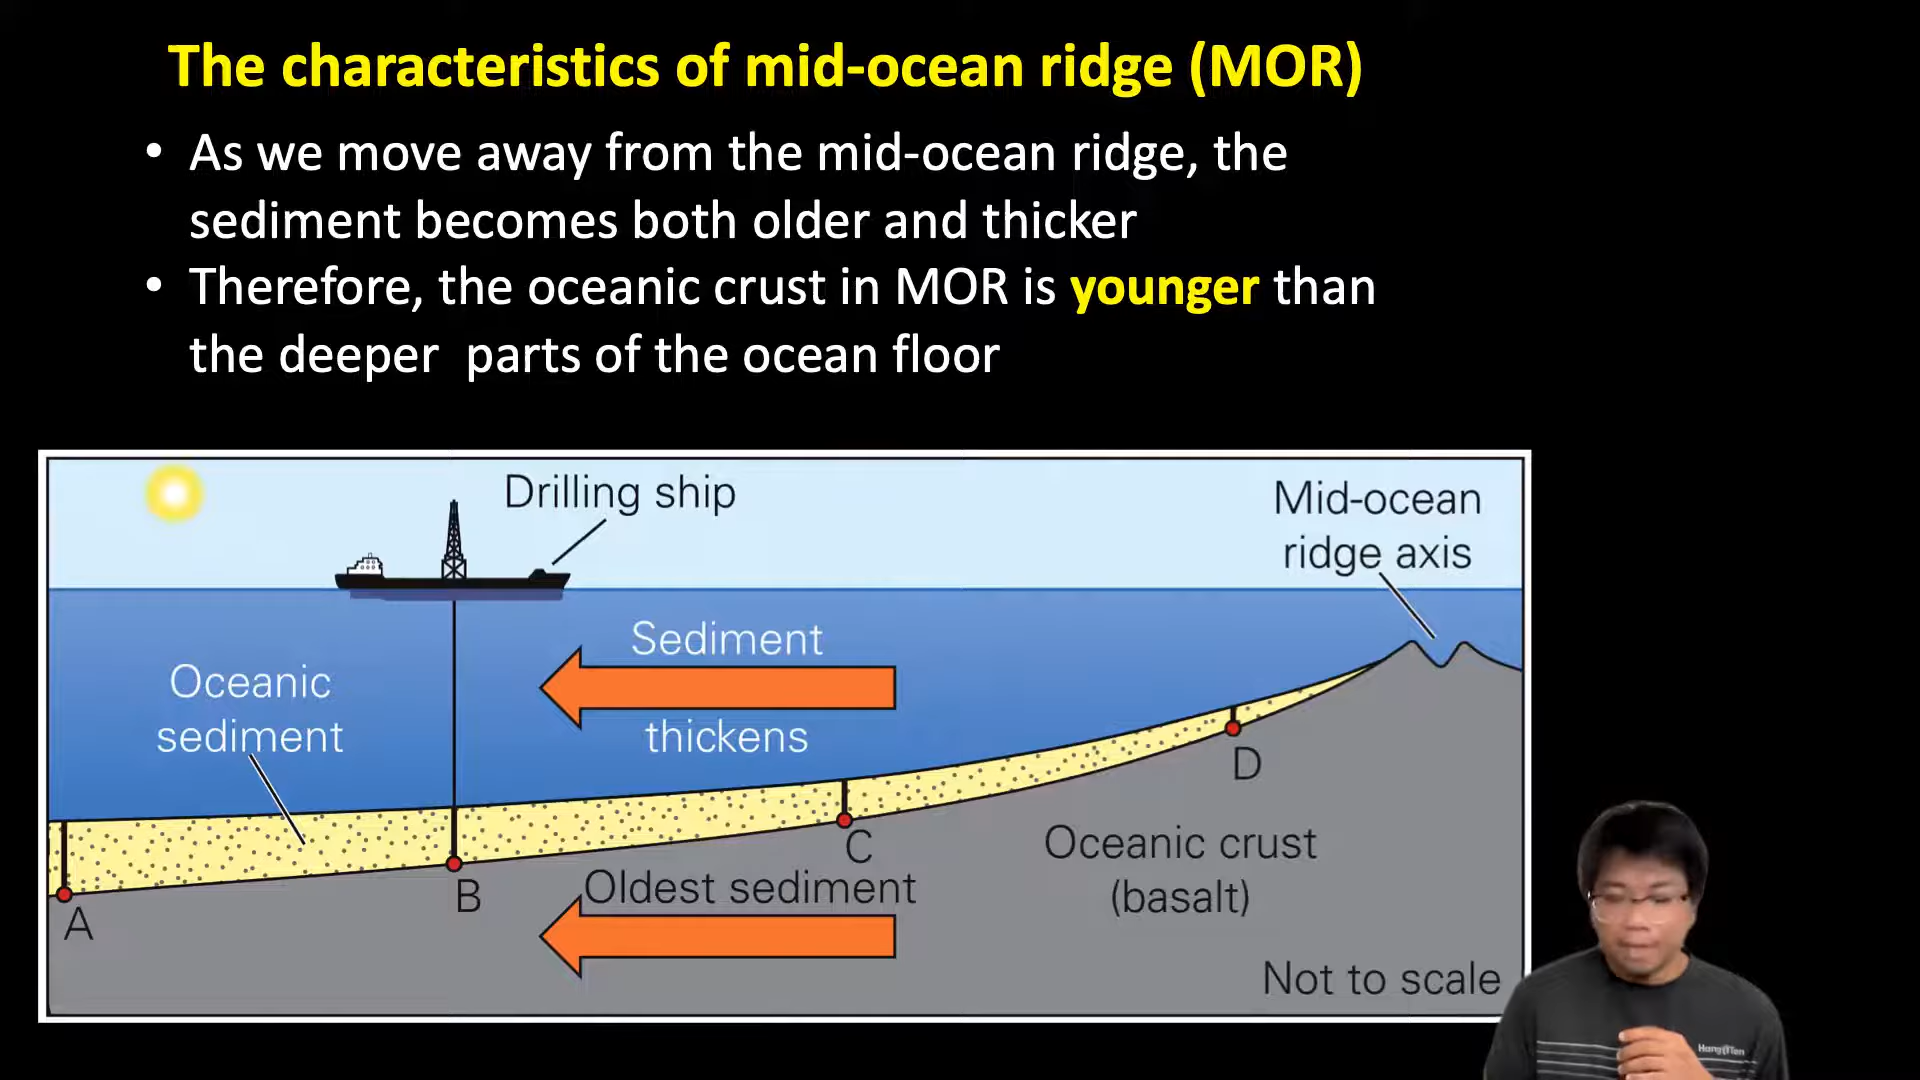 The characteristics of mid-ocean ridge (MOR)
• As we move away from the mid-ocean ridge, the
sediment becomes both older and thicker
• Therefore, the oceanic crust in MOR is younger than
the deeper parts of the ocean floor
Drilling ship
Mid-ocean
ridge axis
Sediment
thickens
Oceanic
sediment
D
C
Oceanic crust
(basalt)
B
Oldest sediment
A
Not to scale
Hang Ten